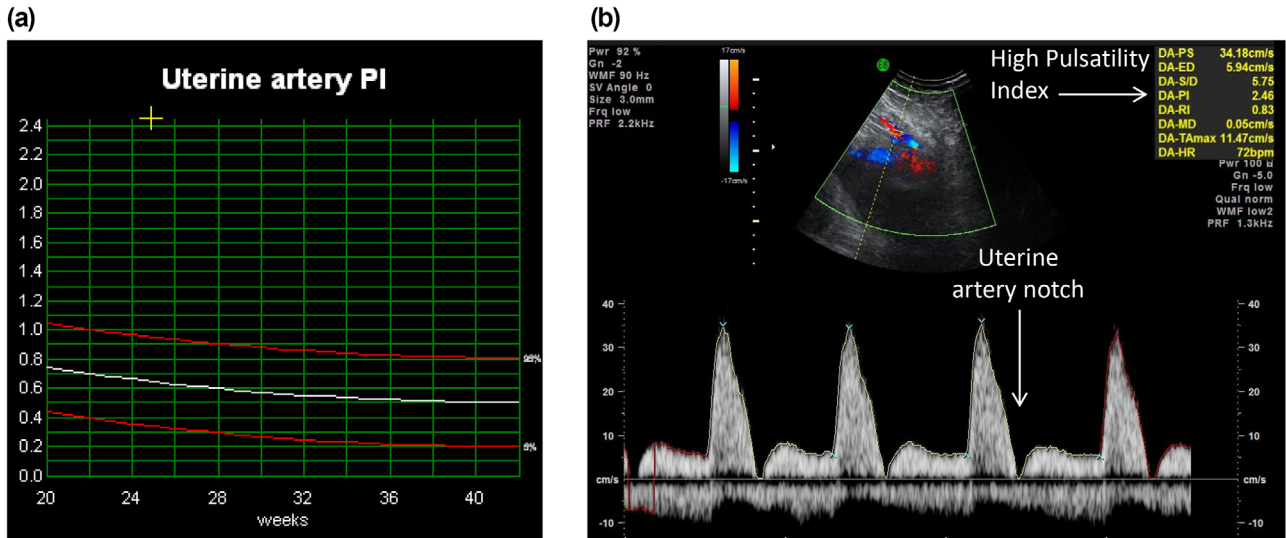 (a)
Uterine artery PI
2.4
2.2
2.0
1.8
1.6
1.4
1.2
1.0
0.8
0.6
0.4
0.2
0.0
95%
5%
20 24 28 32 36 40
weeks
(b)
Pwr 92 %
Gn -2
WMF 90 Hz
SV Angle 0
Size 3.0mm
Frq low
PRF 2.2kHz
17cm/s
-17cm/s
High Pulsatility
Index
DA-PS 34.18cm/s
DA-ED 5.94cm/s
DA-S/D 5.75
DA-PI 2.46
DA-RI 0.83
DA-MD 0.05cm/s
DA-TAmax 11.47cm/s
DA-HR 72bpm
Pwr 100
Gn -5.0
Frq low
Qual norm
WMF low2
PRF 1.3kHz
Uterine
artery notch
40 40
30 30
20 20
10 10
cm/s cm/s
-10 -10